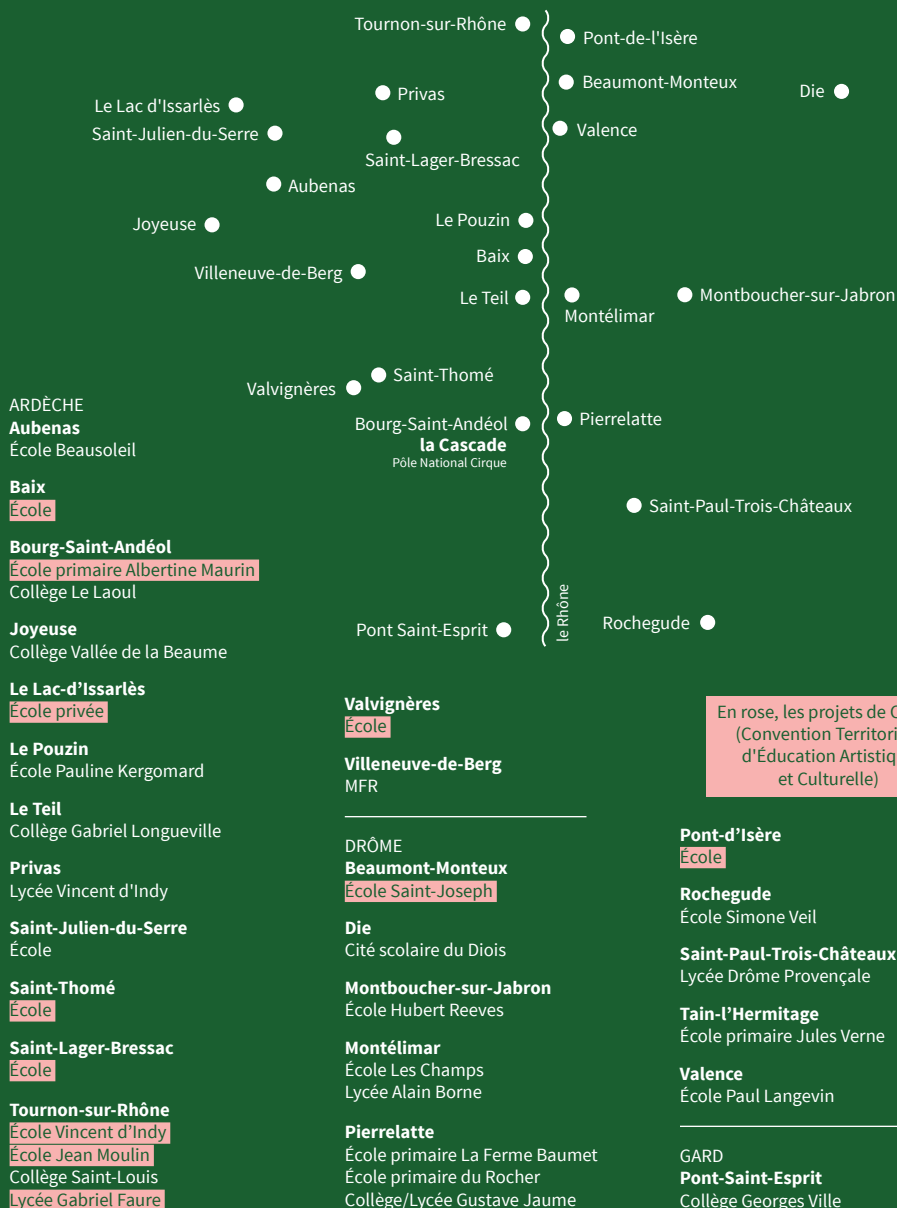 Tournon-sur-Rhône
Pont-de-l'Isère
Beaumont-Monteux
Die
Privas
Le Lac d'Issarlès
Saint-Julien-du-Serre
Valence
Saint-Lager-Bressac
Aubenas
Joyeuse
Le Pouzin
Baix
Villeneuve-de-Berg
Le Teil
Montélimar
Montboucher-sur-Jabron
Saint-Thomé
Valvignères
Bourg-Saint-Andéol
la Cascade
Pôle National Cirque
Pierrelatte
Saint-Paul-Trois-Châteaux
le Rhône
Pont Saint-Esprit
Rochegude
ARDÈCHE
Aubenas
École Beausoleil
Baix
École
Bourg-Saint-Andéol
École primaire Albertine Maurin
Collège Le Laoul
Joyeuse
Collège Vallée de la Beaume
Le Lac-d’Issarlès
École privée
Le Pouzin
École Pauline Kergomard
Le Teil
Collège Gabriel Longueville
Privas
Lycée Vincent d'Indy
Saint-Julien-du-Serre
École
Saint-Thomé
École
Saint-Lager-Bressac
École
Tournon-sur-Rhône
École Vincent d’Indy
École Jean Moulin
Collège Saint-Louis
Lycée Gabriel Faure
Valvignères
École
Villeneuve-de-Berg
MFR
DRÔME
Beaumont-Monteux
École Saint-Joseph
Die
Cité scolaire du Diois
Montboucher-sur-Jabron
École Hubert Reeves
Montélimar
École Les Champs
Lycée Alain Borne
Pierrelatte
École primaire La Ferme Baumet
École primaire du Rocher
Collège/Lycée Gustave Jaume
En rose, les projets de
(Convention
d'Éducation
et Culturelle)
Pont-d’Isère
École
Rochegude
École Simone Veil
Saint-Paul-Trois-Châteaux
Lycée Drôme Provençale
Tain-l’Hermitage
École primaire Jules Verne
Valence
École Paul Langevin
GARD
Pont-Saint-Esprit
Collège Georges Ville